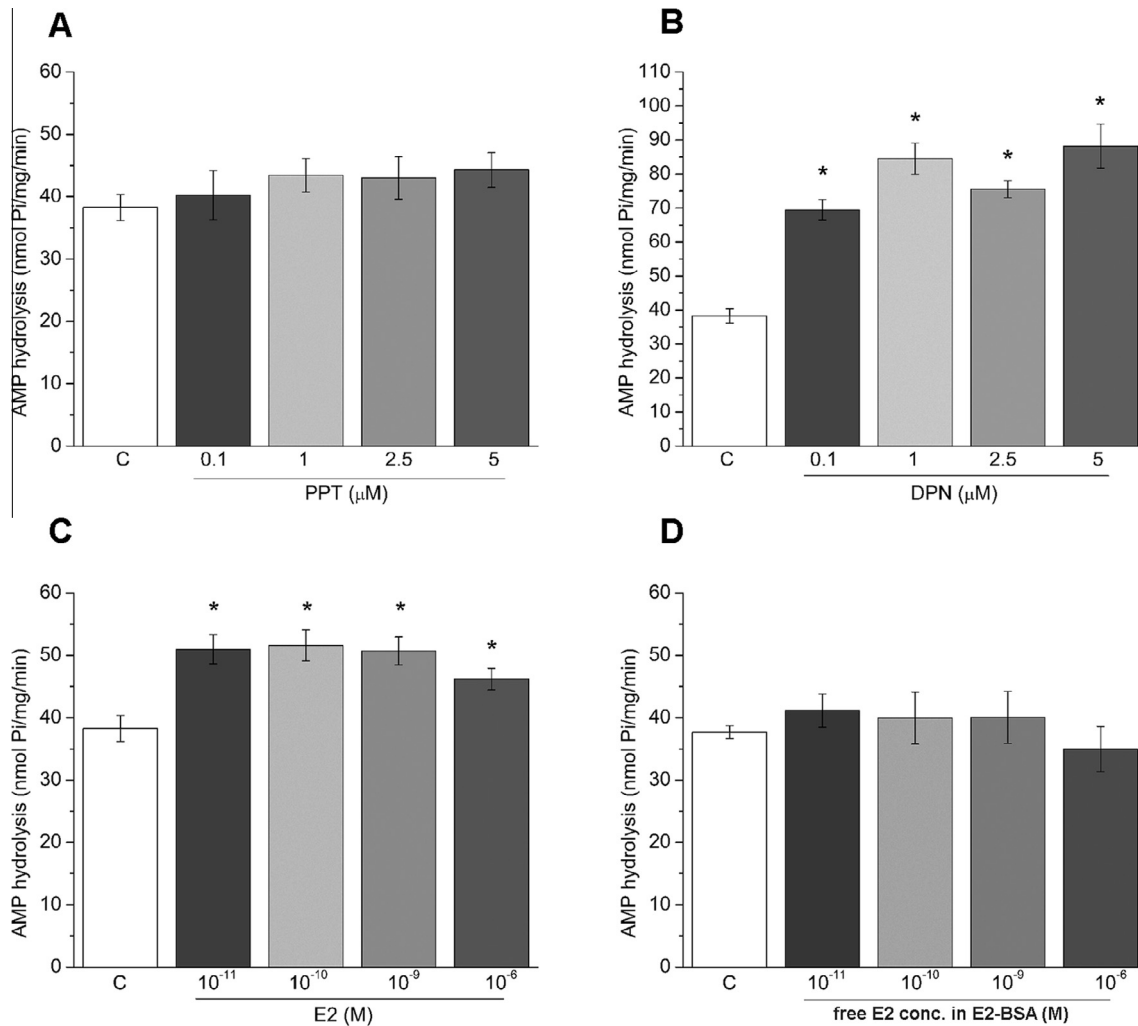 A
AMP hydrolysis (nmol Pi/mg/min)
60
50
40
30
20
10
0
C 0.1 1 2.5 5
PPT (μM)
B
AMP hydrolysis (nmol Pi/mg/min)
110
100
90
80
70
60
50
40
30
20
10
0
* * * *
C 0.1 1 2.5 5
DPN (μM)
C
AMP hydrolysis (nmol Pi/mg/min)
60
50
40
30
20
10
0
* * * *
C 10⁻¹¹ 10⁻¹⁰ 10⁻⁹ 10⁻⁶
E2 (M)
D
AMP hydrolysis (nmol Pi/mg/min)
60
50
40
30
20
10
0
C 10⁻¹¹ 10⁻¹⁰ 10⁻⁹ 10⁻⁶
free E2 conc. in E2-BSA (M)